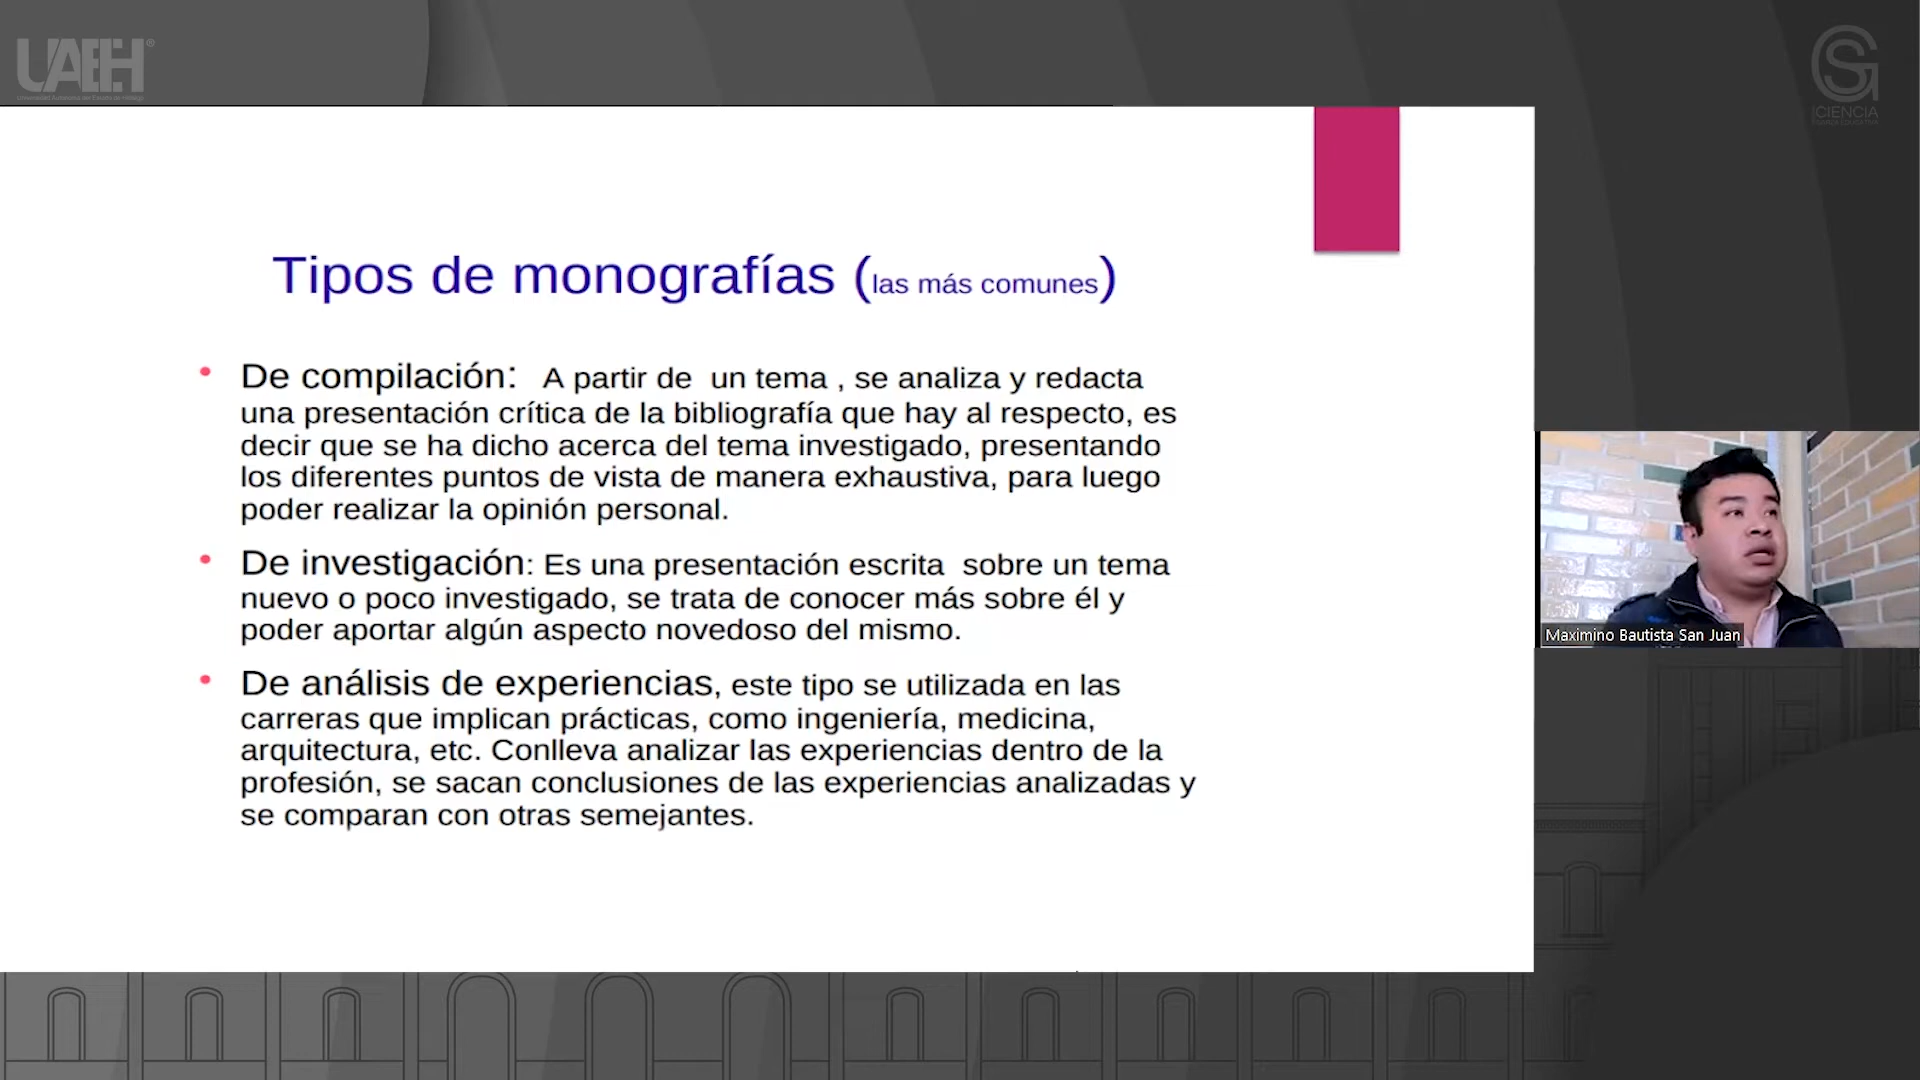 UAEH
Tipos de monografías (las más comunes)
• De compilación: A partir de un tema , se analiza y redacta
una presentación crítica de la bibliografía que hay al respecto, es
decir que se ha dicho acerca del tema investigado, presentando
los diferentes puntos de vista de manera exhaustiva, para luego
poder realizar la opinión personal.
• De investigación: Es una presentación escrita sobre un tema
nuevo o poco investigado, se trata de conocer más sobre él y
poder aportar algún aspecto novedoso del mismo.
• De análisis de experiencias, este tipo se utilizada en las
carreras que implican prácticas, como ingeniería, medicina,
arquitectura, etc. Conlleva analizar las experiencias dentro de la
profesión, se sacan conclusiones de las experiencias analizadas y
se comparan con otras semejantes.
Maximino Bautista San Juan
CIENCIA